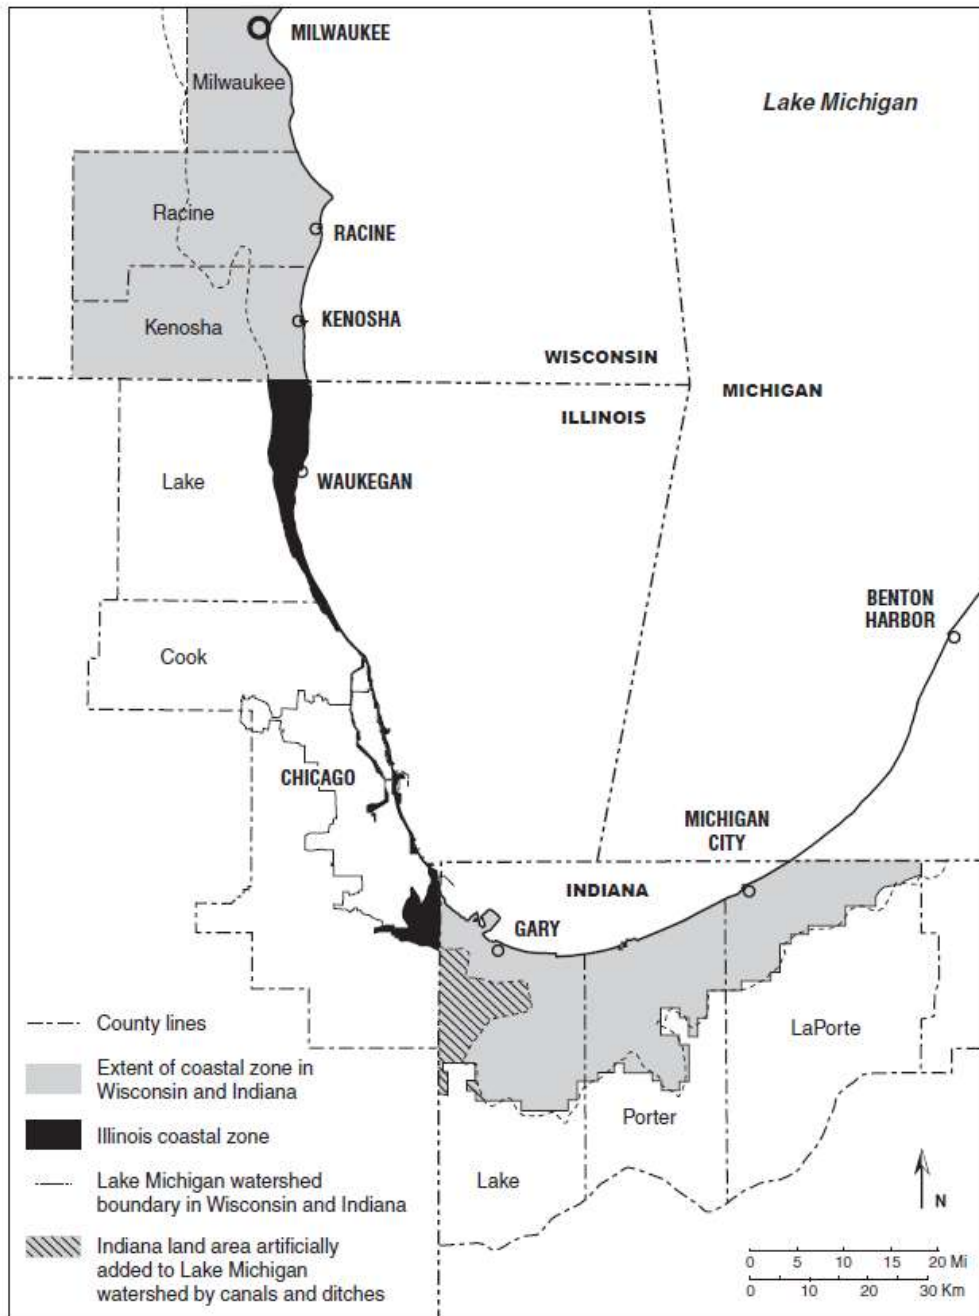 MILWAUKEE
Milwaukee
Lake Michigan
Racine
RACINE
Kenosha
KENOSHA
WISCONSIN
MICHIGAN
ILLINOIS
Lake
WAUKEGAN
BENTON
HARBOR
Cook
CHICAGO
MICHIGAN
CITY
INDIANA
GARY
LaPorte
Porter
Lake
County lines
Extent of coastal zone in
Wisconsin and Indiana
Illinois coastal zone
Lake Michigan watershed
boundary in Wisconsin and Indiana
Indiana land area artificially
added to Lake Michigan
watershed by canals and ditches
N
0 5 10 15 20 Mi
0 10 20 30 Km